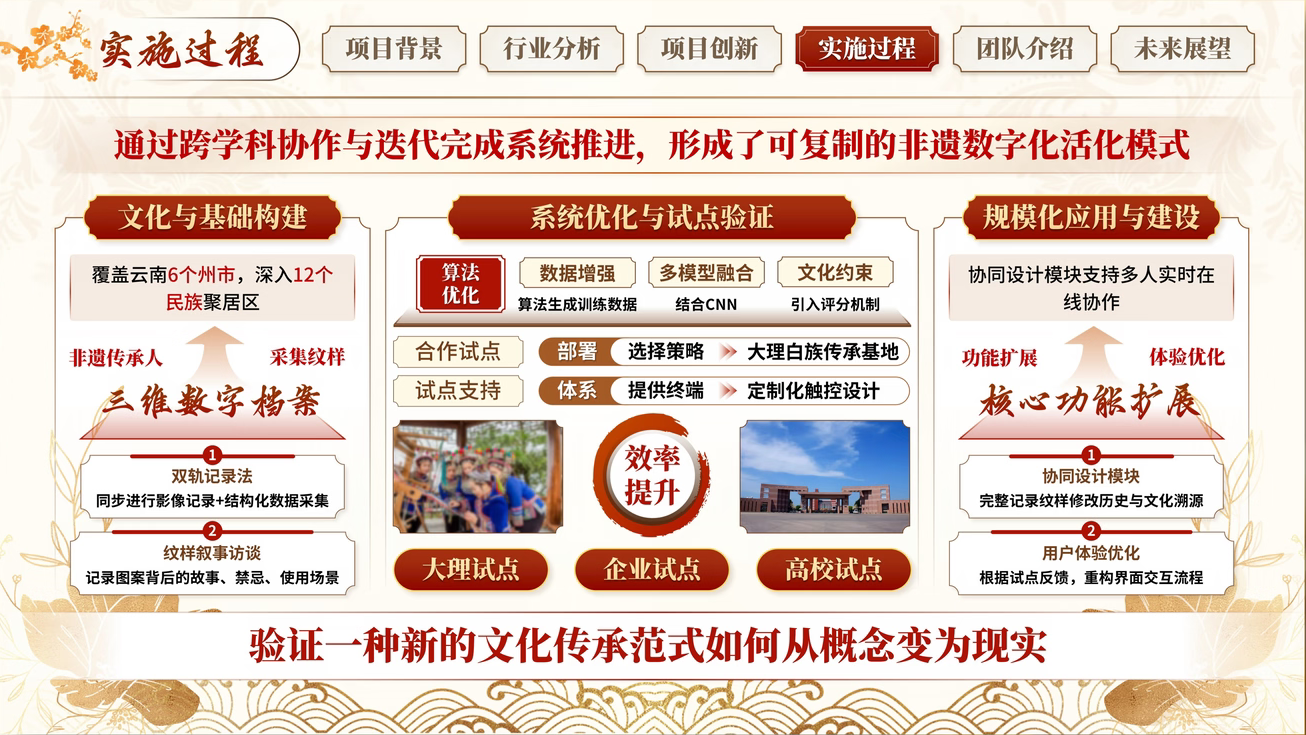 实施过程
项目背景
行业分析
项目创新
实施过程
团队介绍
未来展望
通过跨学科协作与迭代完成系统推进，形成了可复制的非遗数字化活化模式
文化与基础构建
覆盖云南6个州市，深入12个
民族聚居区
非遗传承人
采集纹样
三维数字档案
1
双轨记录法
同步进行影像记录+结构化数据采集
2
纹样叙事访谈
记录图案背后的故事、禁忌、使用场景
系统优化与试点验证
算法
优化
数据增强
算法生成训练数据
多模型融合
结合CNN
文化约束
引入评分机制
合作试点
部署
选择策略
大理白族传承基地
试点支持
体系
提供终端
定制化触控设计
效率
提升
大理试点
企业试点
高校试点
规模化应用与建设
协同设计模块支持多人实时在
线协作
功能扩展
体验优化
核心功能扩展
1
协同设计模块
完整记录纹样修改历史与文化溯源
2
用户体验优化
根据试点反馈，重构界面交互流程
验证一种新的文化传承范式如何从概念变为现实